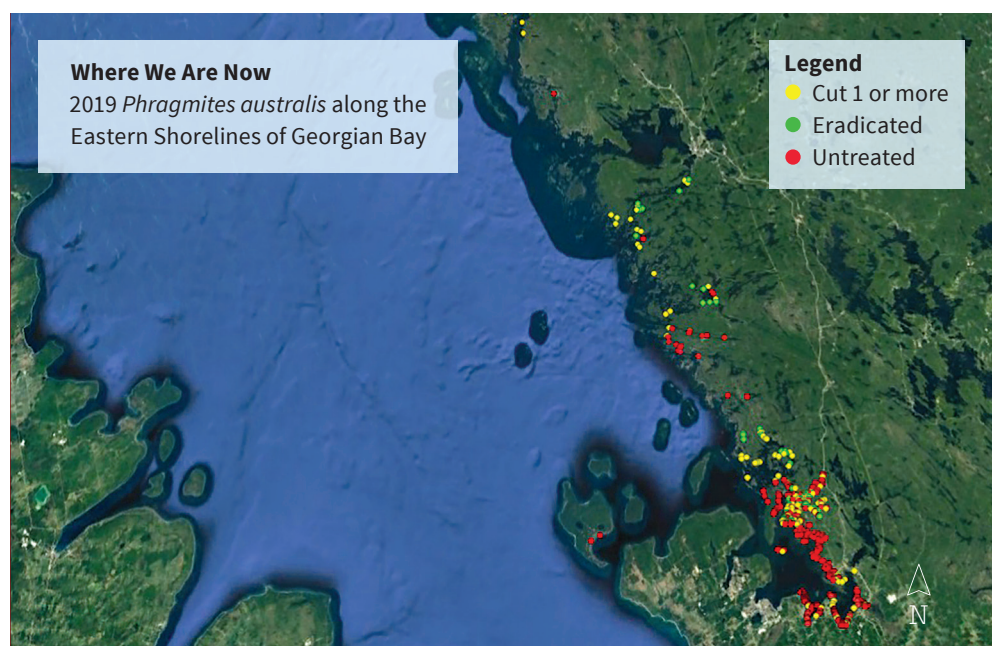 Where We Are Now
2019 Phragmites australis along the
Eastern Shorelines of Georgian Bay
Legend
Cut 1 or more
Eradicated
Untreated
N